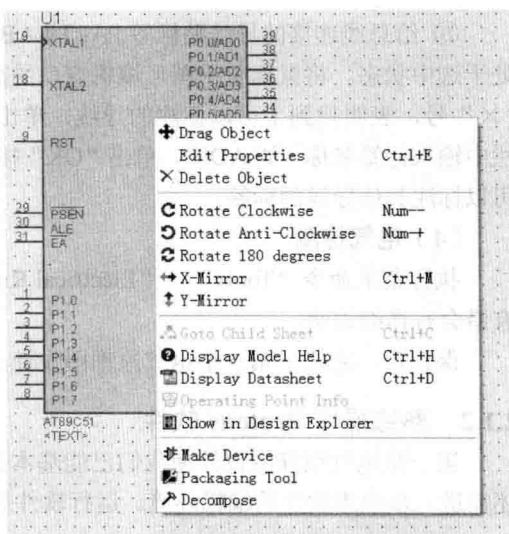 U1
19 XTAL1 P0.0/AD0 39
P0.1/AD1 38
P0.2/AD2 37
18 XTAL2 P0.3/AD3 36
P0.4/AD4 35
P0.5/AD5 34
9 RST
29 PSEN
30 ALE
31 EA
1 P1.0
2 P1.1
3 P1.2
4 P1.3
5 P1.4
6 P1.5
7 P1.6
8 P1.7
AT89C51
<TEXT>
Drag Object
Edit Properties Ctrl+E
Delete Object
Rotate Clockwise Num--
Rotate Anti-Clockwise Num-+
Rotate 180 degrees
X-Mirror Ctrl+M
Y-Mirror
Goto Child Sheet Ctrl+C
Display Model Help Ctrl+H
Display Datasheet Ctrl+D
Operating Point Info
Show in Design Explorer
Make Device
Packaging Tool
Decompose